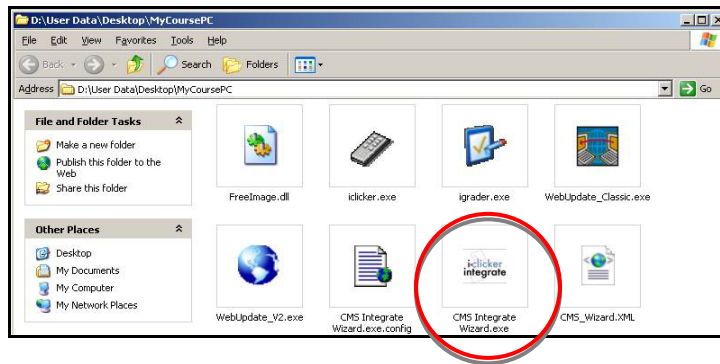 D:\User Data\Desktop\MyCoursePC
File Edit View Favorites Tools Help
Back Search Folders
Address D:\User Data\Desktop\MyCoursePC Go
File and Folder Tasks
Make a new folder
Publish this folder to the
Web
Share this folder
Other Places
Desktop
My Documents
My Computer
My Network Places
FreeImage.dll
iclicker.exe
igrader.exe
WebUpdate_Classic.exe
WebUpdate_V2.exe
CMS Integrate
Wizard.exe.config
i-clicker
integrate
CMS Integrate
Wizard.exe
CMS_Wizard.XML